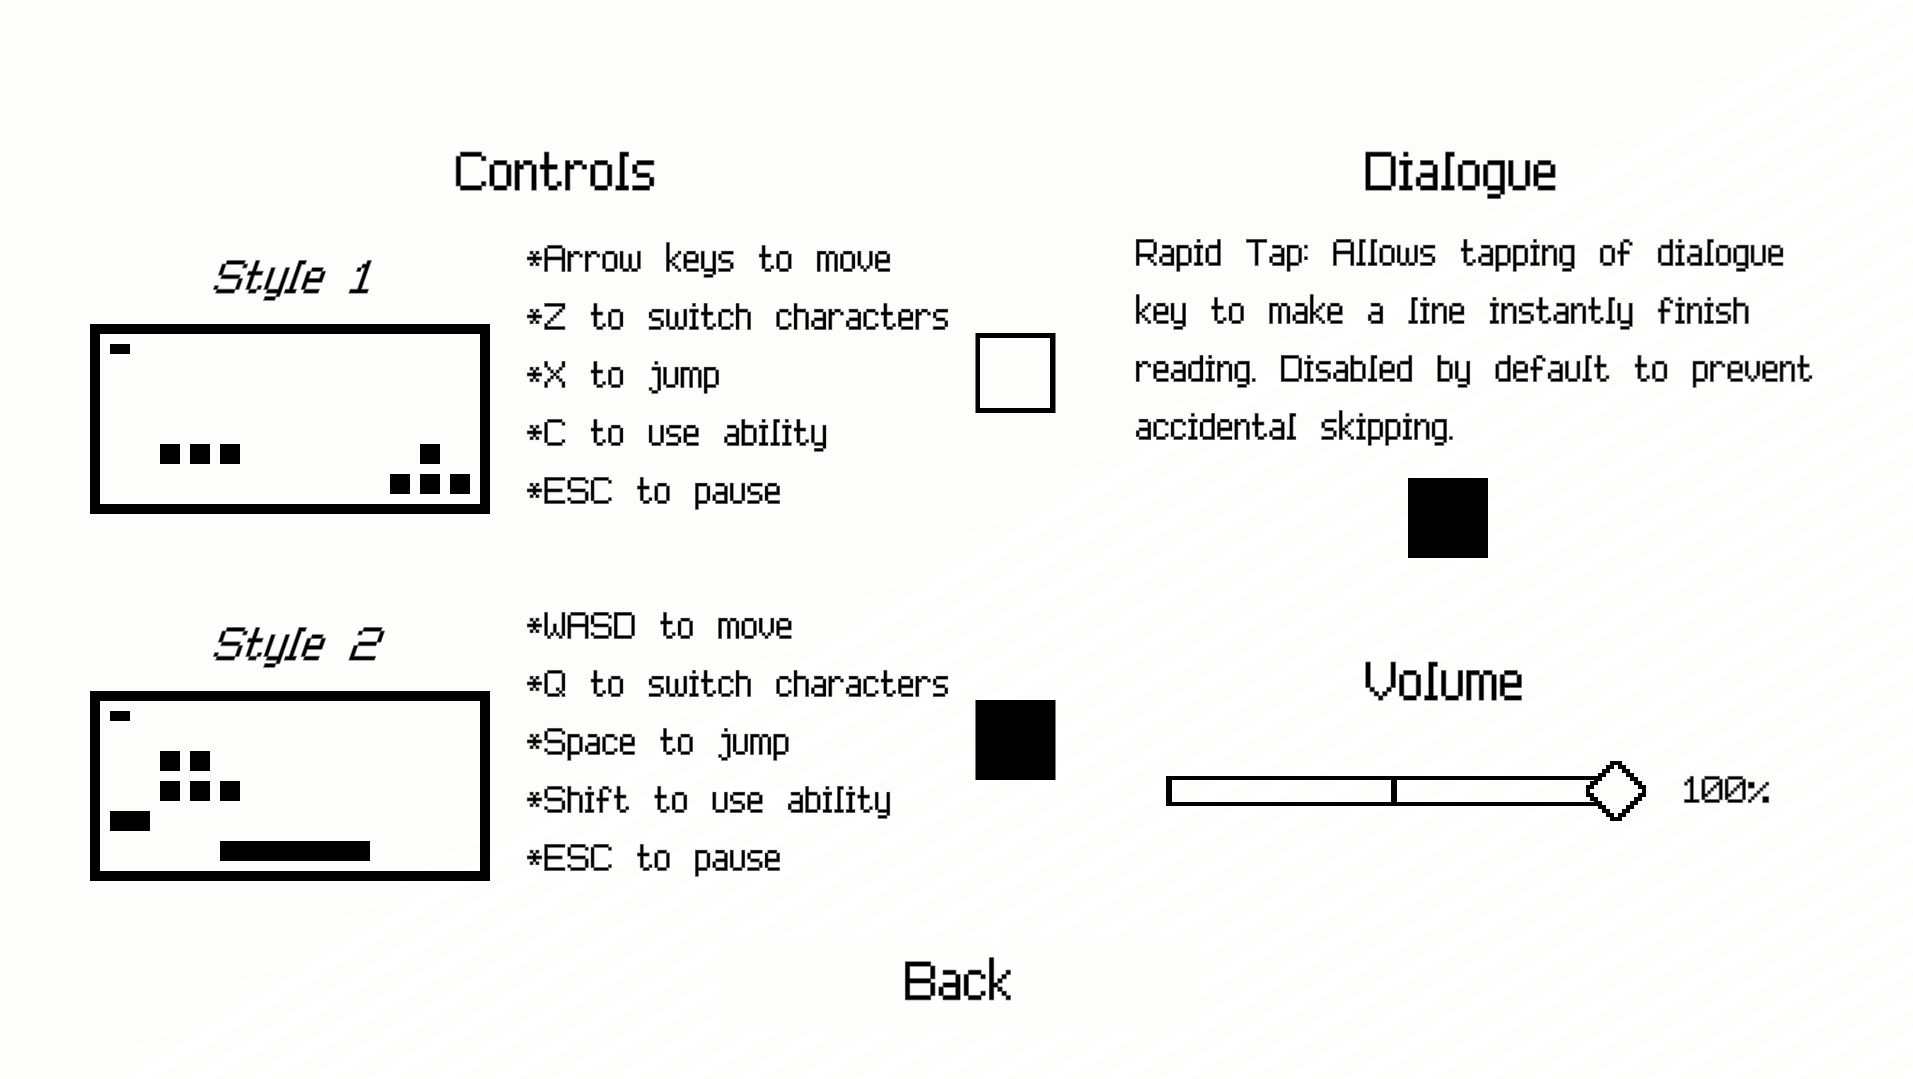 Controls
Style 1
*Arrow keys to move
*Z to switch characters
*X to jump
*C to use ability
*ESC to pause
Style 2
*WASD to move
*Q to switch characters
*Space to jump
*Shift to use ability
*ESC to pause
Dialogue
Rapid Tap: Allows tapping of dialogue
key to make a line instantly finish
reading. Disabled by default to prevent
accidental skipping.
Volume
100%
Back